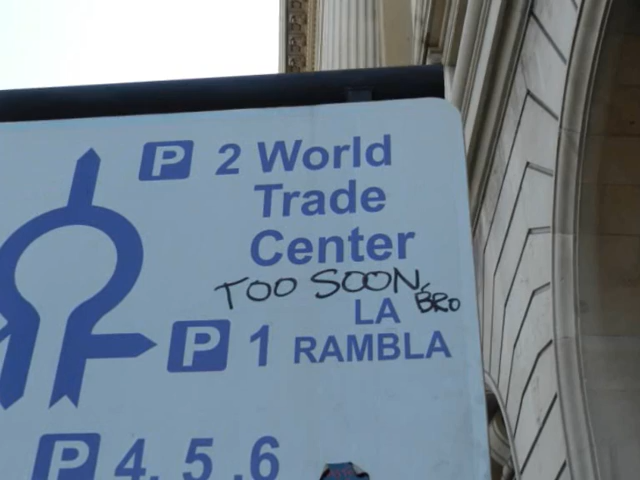 P 2 World
Trade
Center
TOO SOON, BRO
LA
P 1 RAMBLA
P 4, 5 ,6